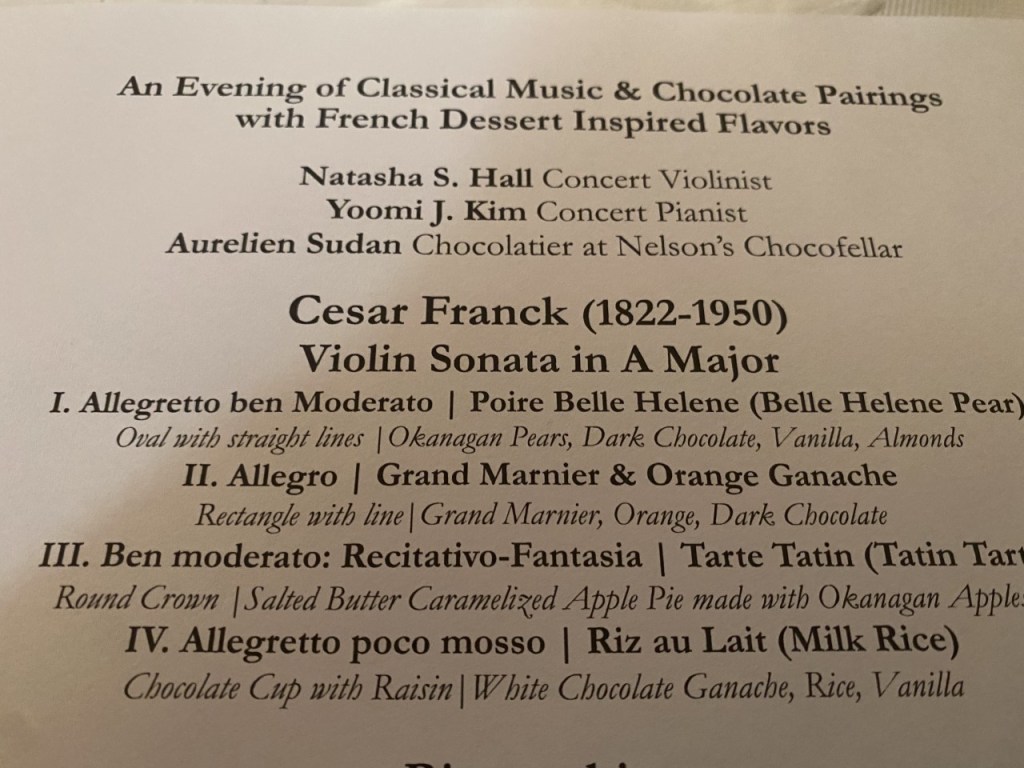 An Evening of Classical Music & Chocolate Pairings
with French Dessert Inspired Flavors
Natasha S. Hall Concert Violinist
Yoomi J. Kim Concert Pianist
Aurelien Sudan Chocolatier at Nelson's Chocofellar
Cesar Franck (1822-1950)
Violin Sonata in A Major
I. Allegretto ben Moderato | Poire Belle Helene (Belle Helene Pear)
Oval with straight lines | Okanagan Pears, Dark Chocolate, Vanilla, Almonds
II. Allegro | Grand Marnier & Orange Ganache
Rectangle with line | Grand Marnier, Orange, Dark Chocolate
III. Ben moderato: Recitativo-Fantasia | Tarte Tatin (Tatin Tart
Round Crown | Salted Butter Caramelized Apple Pie made with Okanagan Apples
IV. Allegretto poco mosso | Riz au Lait (Milk Rice)
Chocolate Cup with Raisin | White Chocolate Ganache, Rice, Vanilla